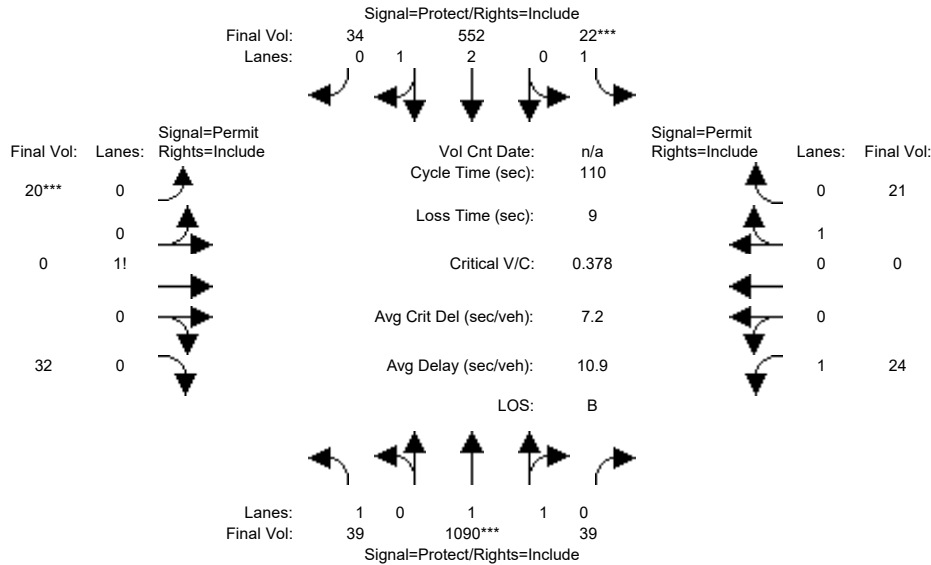 Signal=Protect/Rights=Include
Final Vol: 34 552 22***
Lanes: 0 1 2 0 1
Signal=Permit Signal=Permit
Final Vol: Lanes: Rights=Include Vol Cnt Date: n/a Rights=Include Lanes: Final Vol:
Cycle Time (sec): 110
20*** 0 0 21
Loss Time (sec): 9
0 1
0 1! Critical V/C: 0.378 0 0
0 Avg Crit Del (sec/veh): 7.2 0
32 0 Avg Delay (sec/veh): 10.9 1 24
LOS: B
Lanes: 1 0 1 1 0
Final Vol: 39 1090*** 39
Signal=Protect/Rights=Include